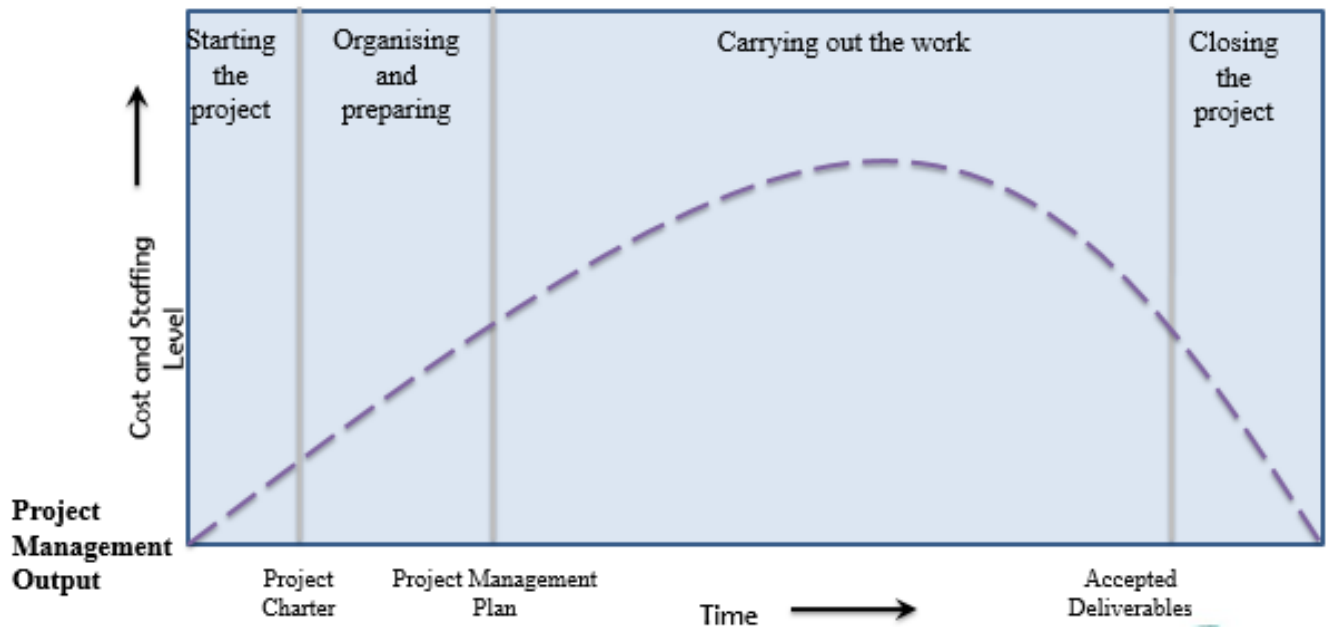 Starting
the
project
Organising
and
preparing
Carrying out the work
Closing
the
project
Cost and Staffing
Level
Project
Management
Output
Project
Charter
Project Management
Plan
Time
Accepted
Deliverables